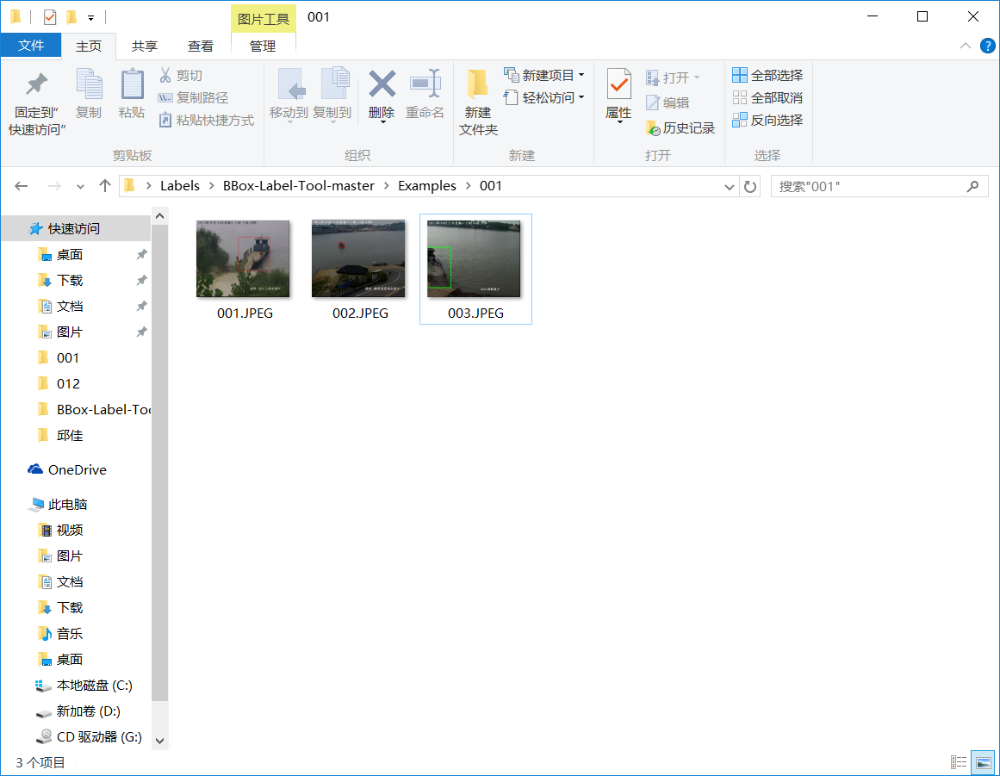 图片工具 001
文件 主页 共享 查看 管理
固定到"
快速访问"
复制
粘贴
剪切
复制路径
粘贴快捷方式
剪贴板
移动到
复制到
删除
重命名
组织
新建
文件夹
新建项目
轻松访问
新建
属性
打开
编辑
历史记录
打开
全部选择
全部取消
反向选择
选择
Labels BBox-Label-Tool-master Examples 001
搜索"001"
快速访问
桌面
下载
文档
图片
001
012
BBox-Label-Too
邱佳
OneDrive
此电脑
视频
图片
文档
下载
音乐
桌面
本地磁盘 (C:)
新加卷 (D:)
CD 驱动器 (G:)
001.JPEG
002.JPEG
003.JPEG
3 个项目